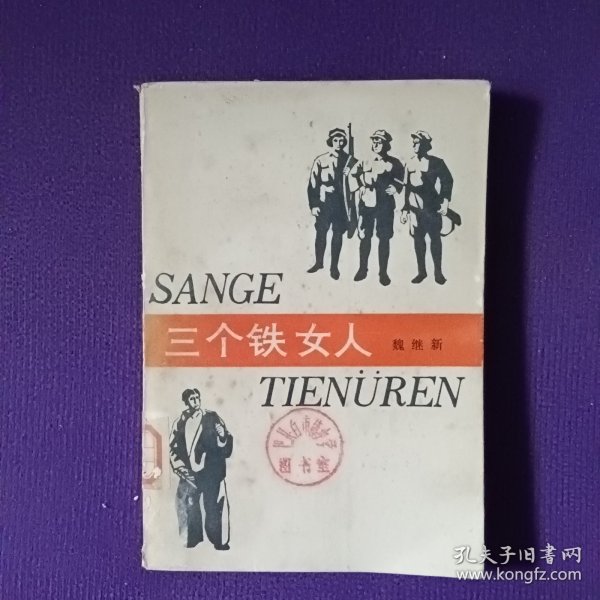 SANGE
三个铁女人 魏继新
TIENÜREN
图书室
孔夫子旧书网
www.kongfz.com